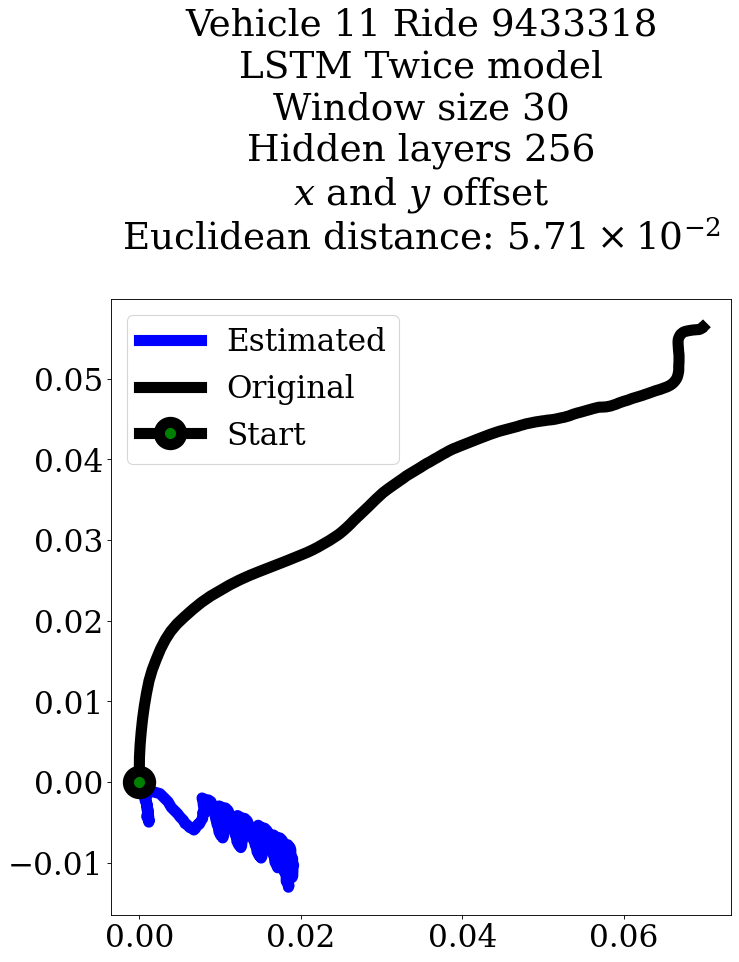 Vehicle 11 Ride 9433318
LSTM Twice model
Window size 30
Hidden layers 256
x and y offset
Euclidean distance: 5.71 × 10⁻²
Estimated
Original
Start
0.05
0.04
0.03
0.02
0.01
0.00
−0.01
0.00 0.02 0.04 0.06